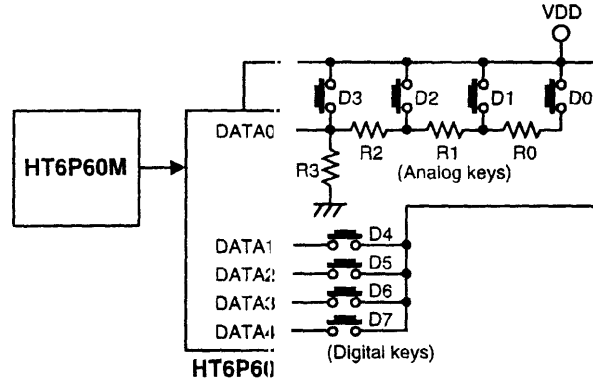 VDD
D3 D2 D1 D0
DATA0
HT6P60M
R2 R1 R0
R3
(Analog keys)
DATA1 D4
DATA2 D5
DATA3 D6
DATA4 D7
(Digital keys)
HT6P60